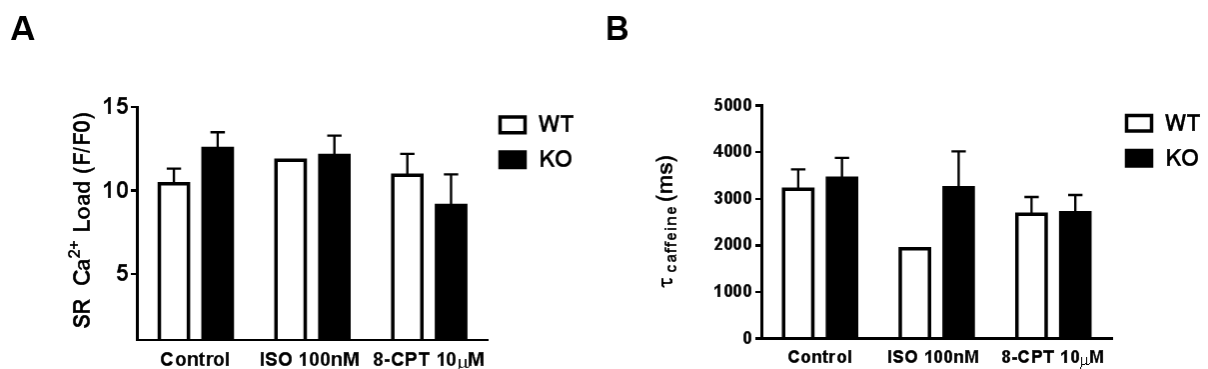 A
SR Ca²⁺ Load (F/F0)
15
10
5
Control
ISO 100nM
8-CPT 10μM
WT
KO
B
τ caffeine (ms)
5000
4000
3000
2000
1000
0
Control
ISO 100nM
8-CPT 10μM
WT
KO